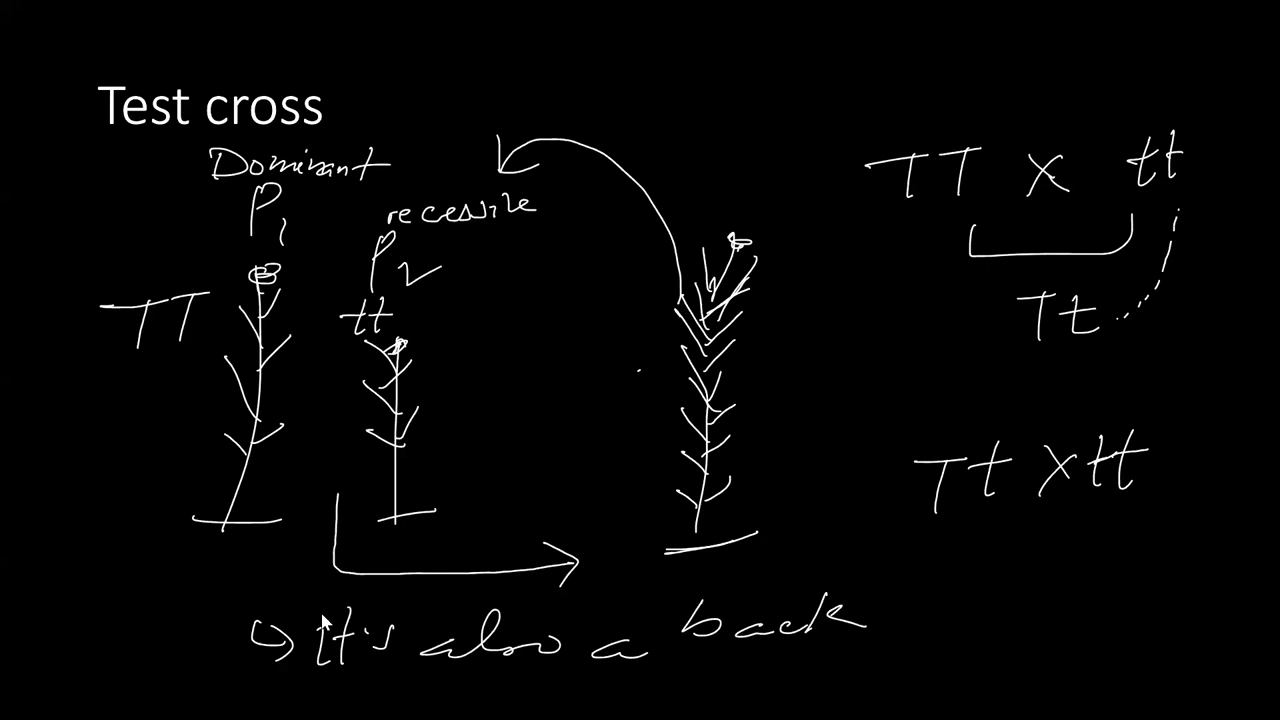 Test cross
Dominant
P1
recessive
P2
TT
tt
TT X tt
Tt
Tt X tt
It's also a back